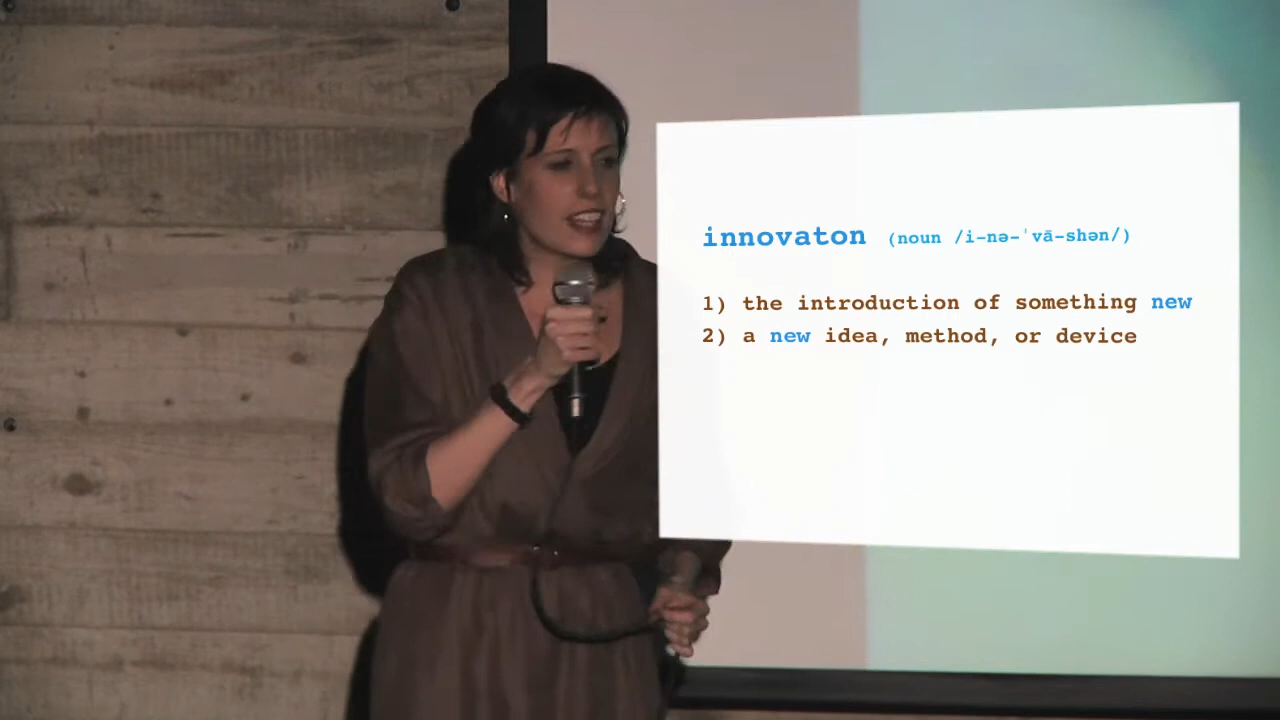 innovaton (noun /i-nə-ˈvā-shən/)
1) the introduction of something new
2) a new idea, method, or device